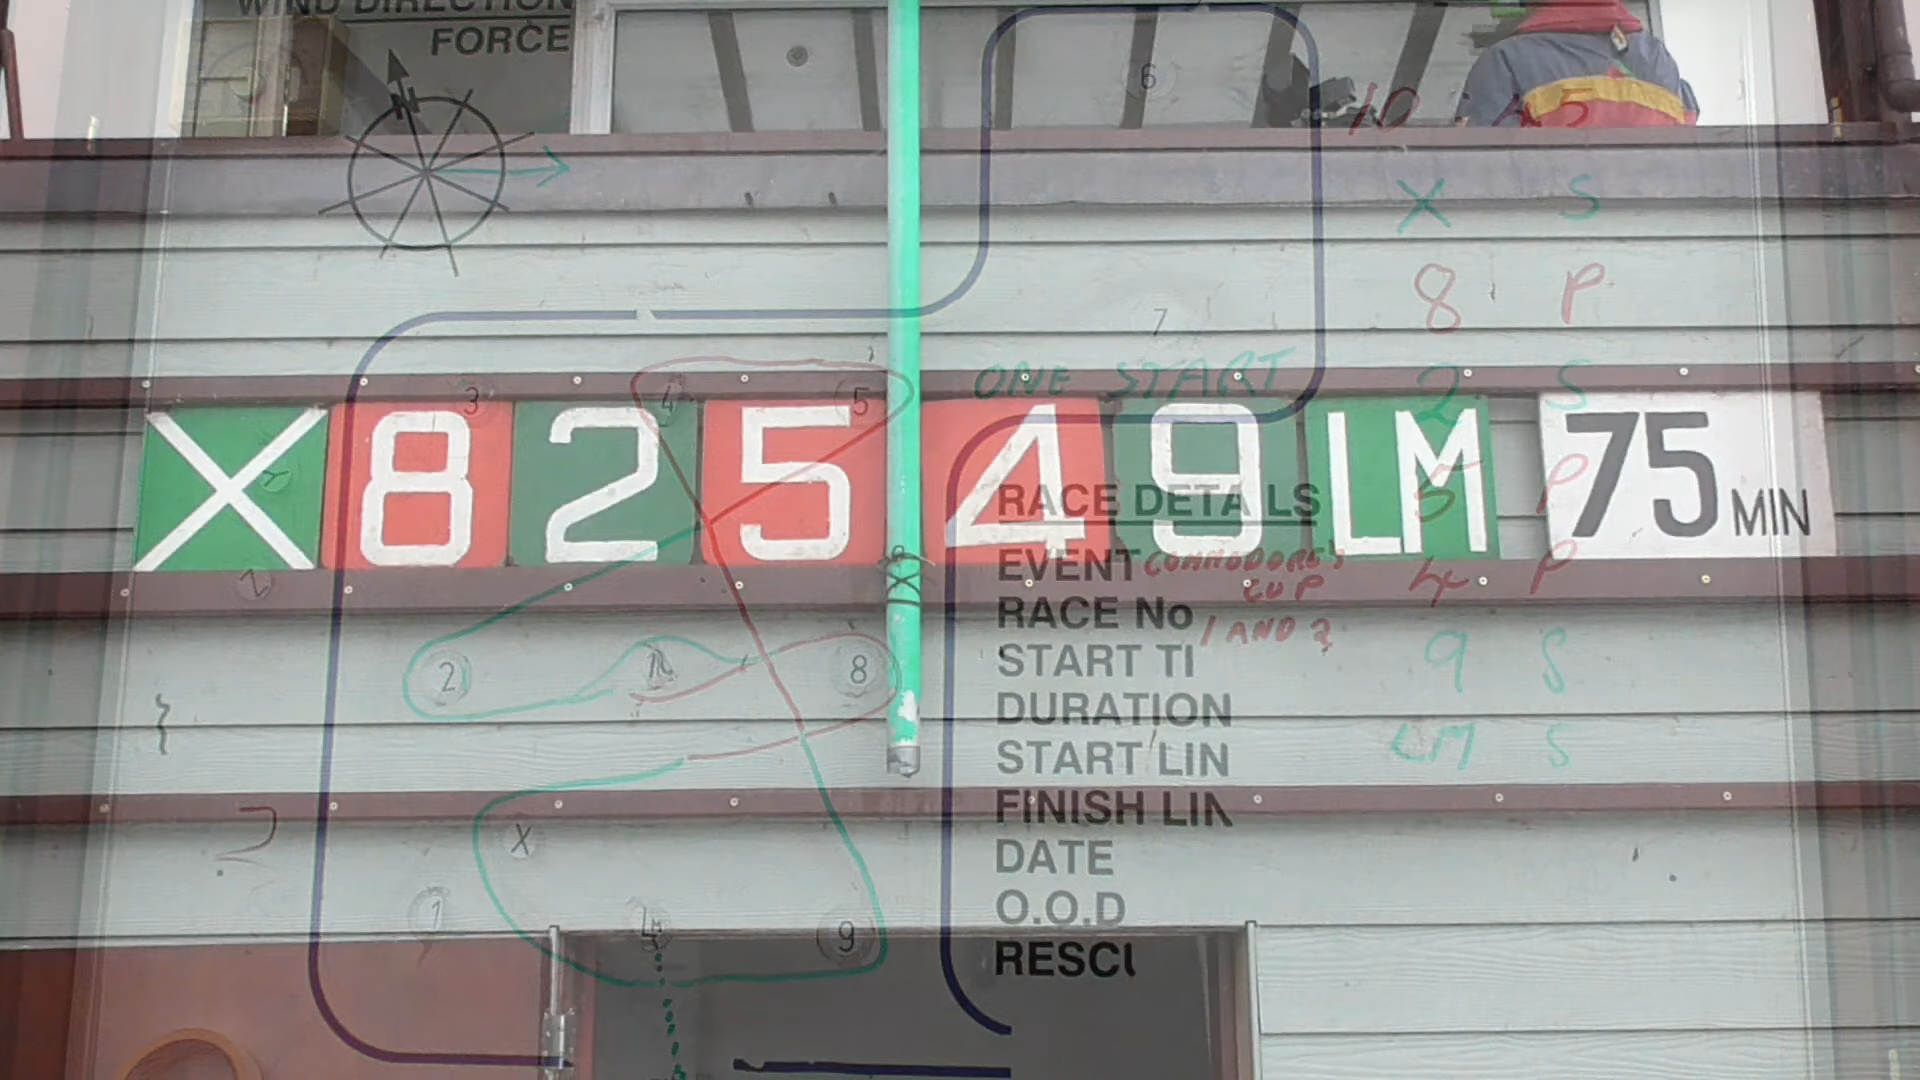 WIND DIRECTION
FORCE
N
6
10
S
X S
8 P
7
ONE START
2 S
3 4 5
X 8 2 5 4 9 LM 75 MIN
Y
5 P
RACE DETAILS
EVENT COMMODORE'S
CUP
4 P
Z
RACE No 1 AND 2
9 S
START TI
2 8
DURATION
START LIN
LM S
FINISH LIN
X
DATE
O.O.D
1 9
RESCU